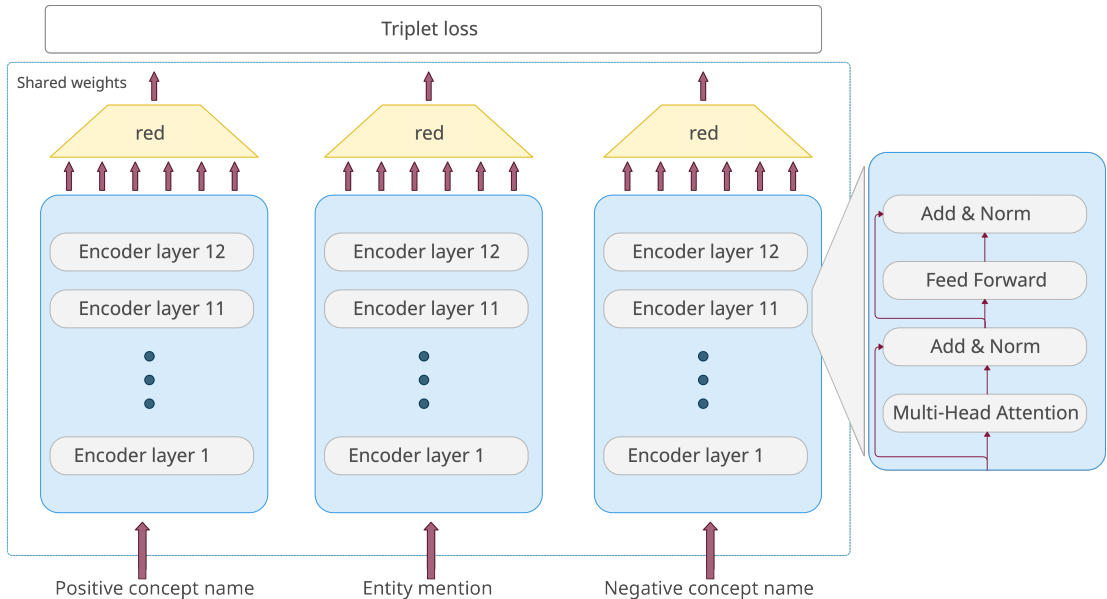 Triplet loss
Shared weights
red
red
red
Encoder layer 12
Encoder layer 12
Encoder layer 12
Encoder layer 11
Encoder layer 11
Encoder layer 11
Encoder layer 1
Encoder layer 1
Encoder layer 1
Positive concept name
Entity mention
Negative concept name
Add & Norm
Feed Forward
Add & Norm
Multi-Head Attention